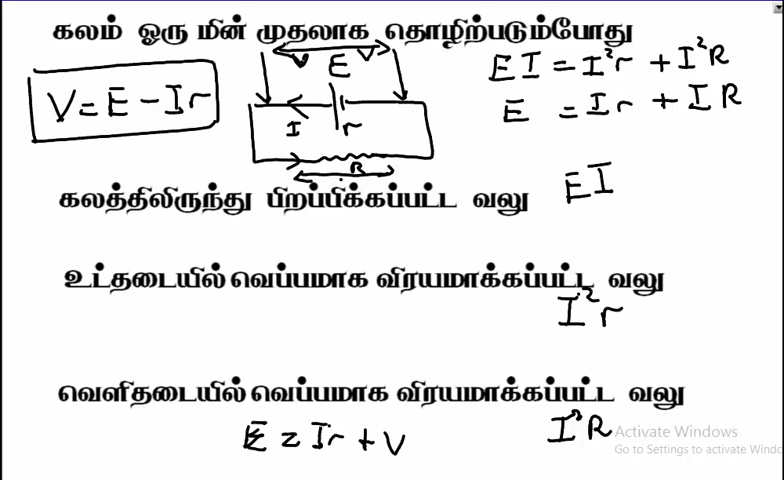 கலம் ஒரு மின் முதலாக தொழிற்படும்போது
V = E - Ir
V E V
I r
R
EI = I²r + I²R
E = Ir + IR
கலத்திலிருந்து பிறப்பிக்கப்பட்ட வலு EI
உட்தடையில் வெப்பமாக விரயமாக்கப்பட்ட வலு
I²r
வெளிதடையில் வெப்பமாக விரயமாக்கப்பட்ட வலு
E = Ir + V I²R
Activate Windows
Go to Settings to activate Windo